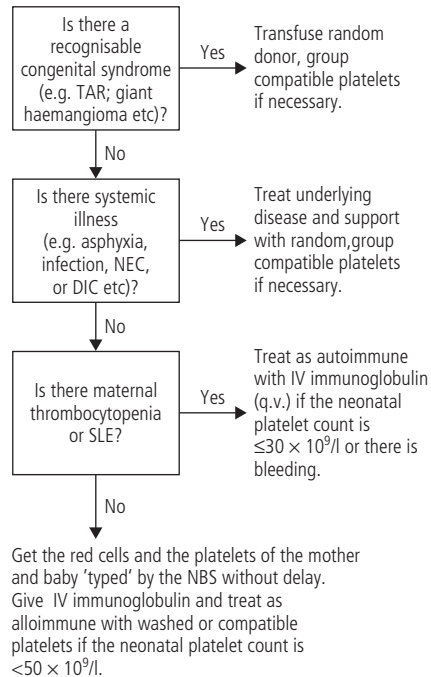 Is there a
recognisable
congenital syndrome
(e.g. TAR; giant
haemangioma etc)?
Yes
Transfuse random
donor, group
compatible platelets
if necessary.
No
Is there systemic
illness
(e.g. asphyxia,
infection, NEC,
or DIC etc)?
Yes
Treat underlying
disease and support
with random,group
compatible platelets
if necessary.
No
Is there maternal
thrombocytopenia
or SLE?
Yes
Treat as autoimmune
with IV immunoglobulin
(q.v.) if the neonatal
platelet count is
≤30 × 10⁹/l or there is
bleeding.
No
Get the red cells and the platelets of the mother
and baby 'typed' by the NBS without delay.
Give IV immunoglobulin and treat as
alloimmune with washed or compatible
platelets if the neonatal platelet count is
<50 × 10⁹/l.